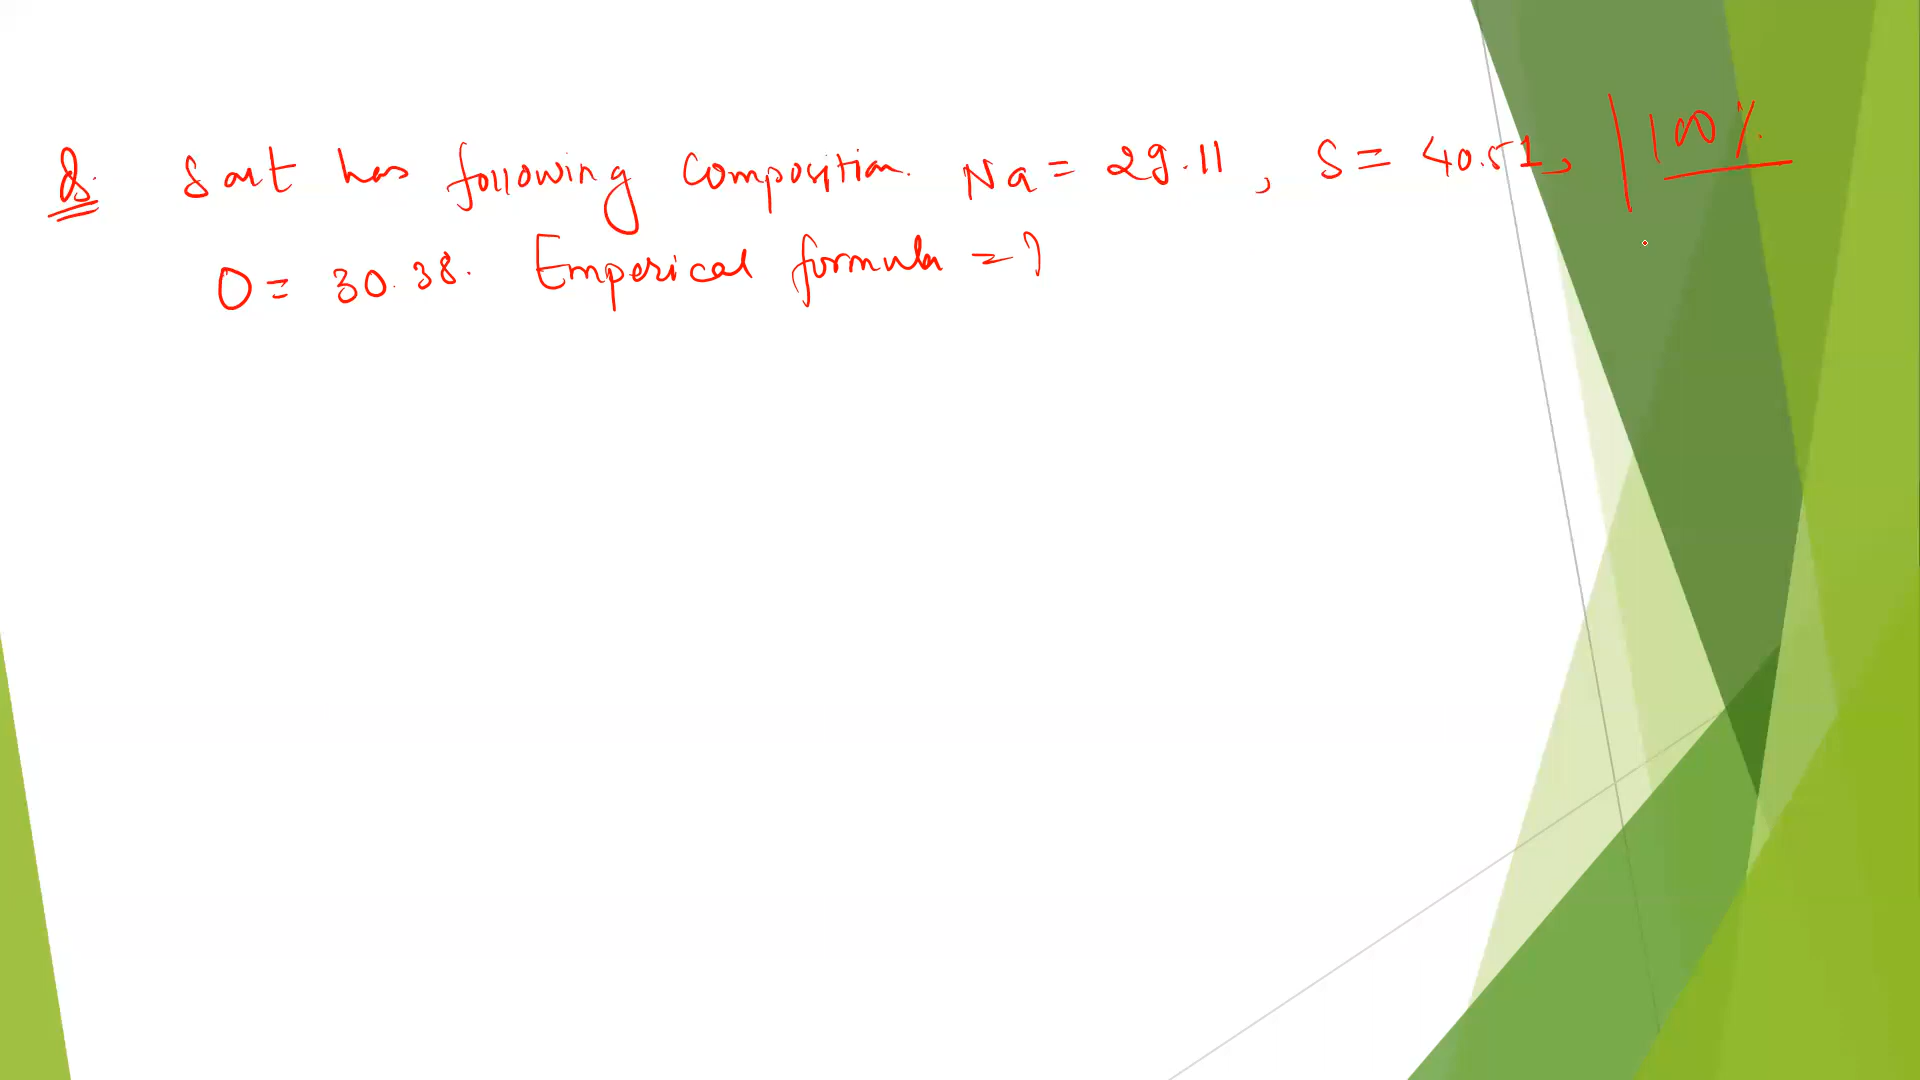 Q. Salt has following composition. Na = 29.11, S = 40.51, | 100%
O = 30.38. Emperical formula = ?